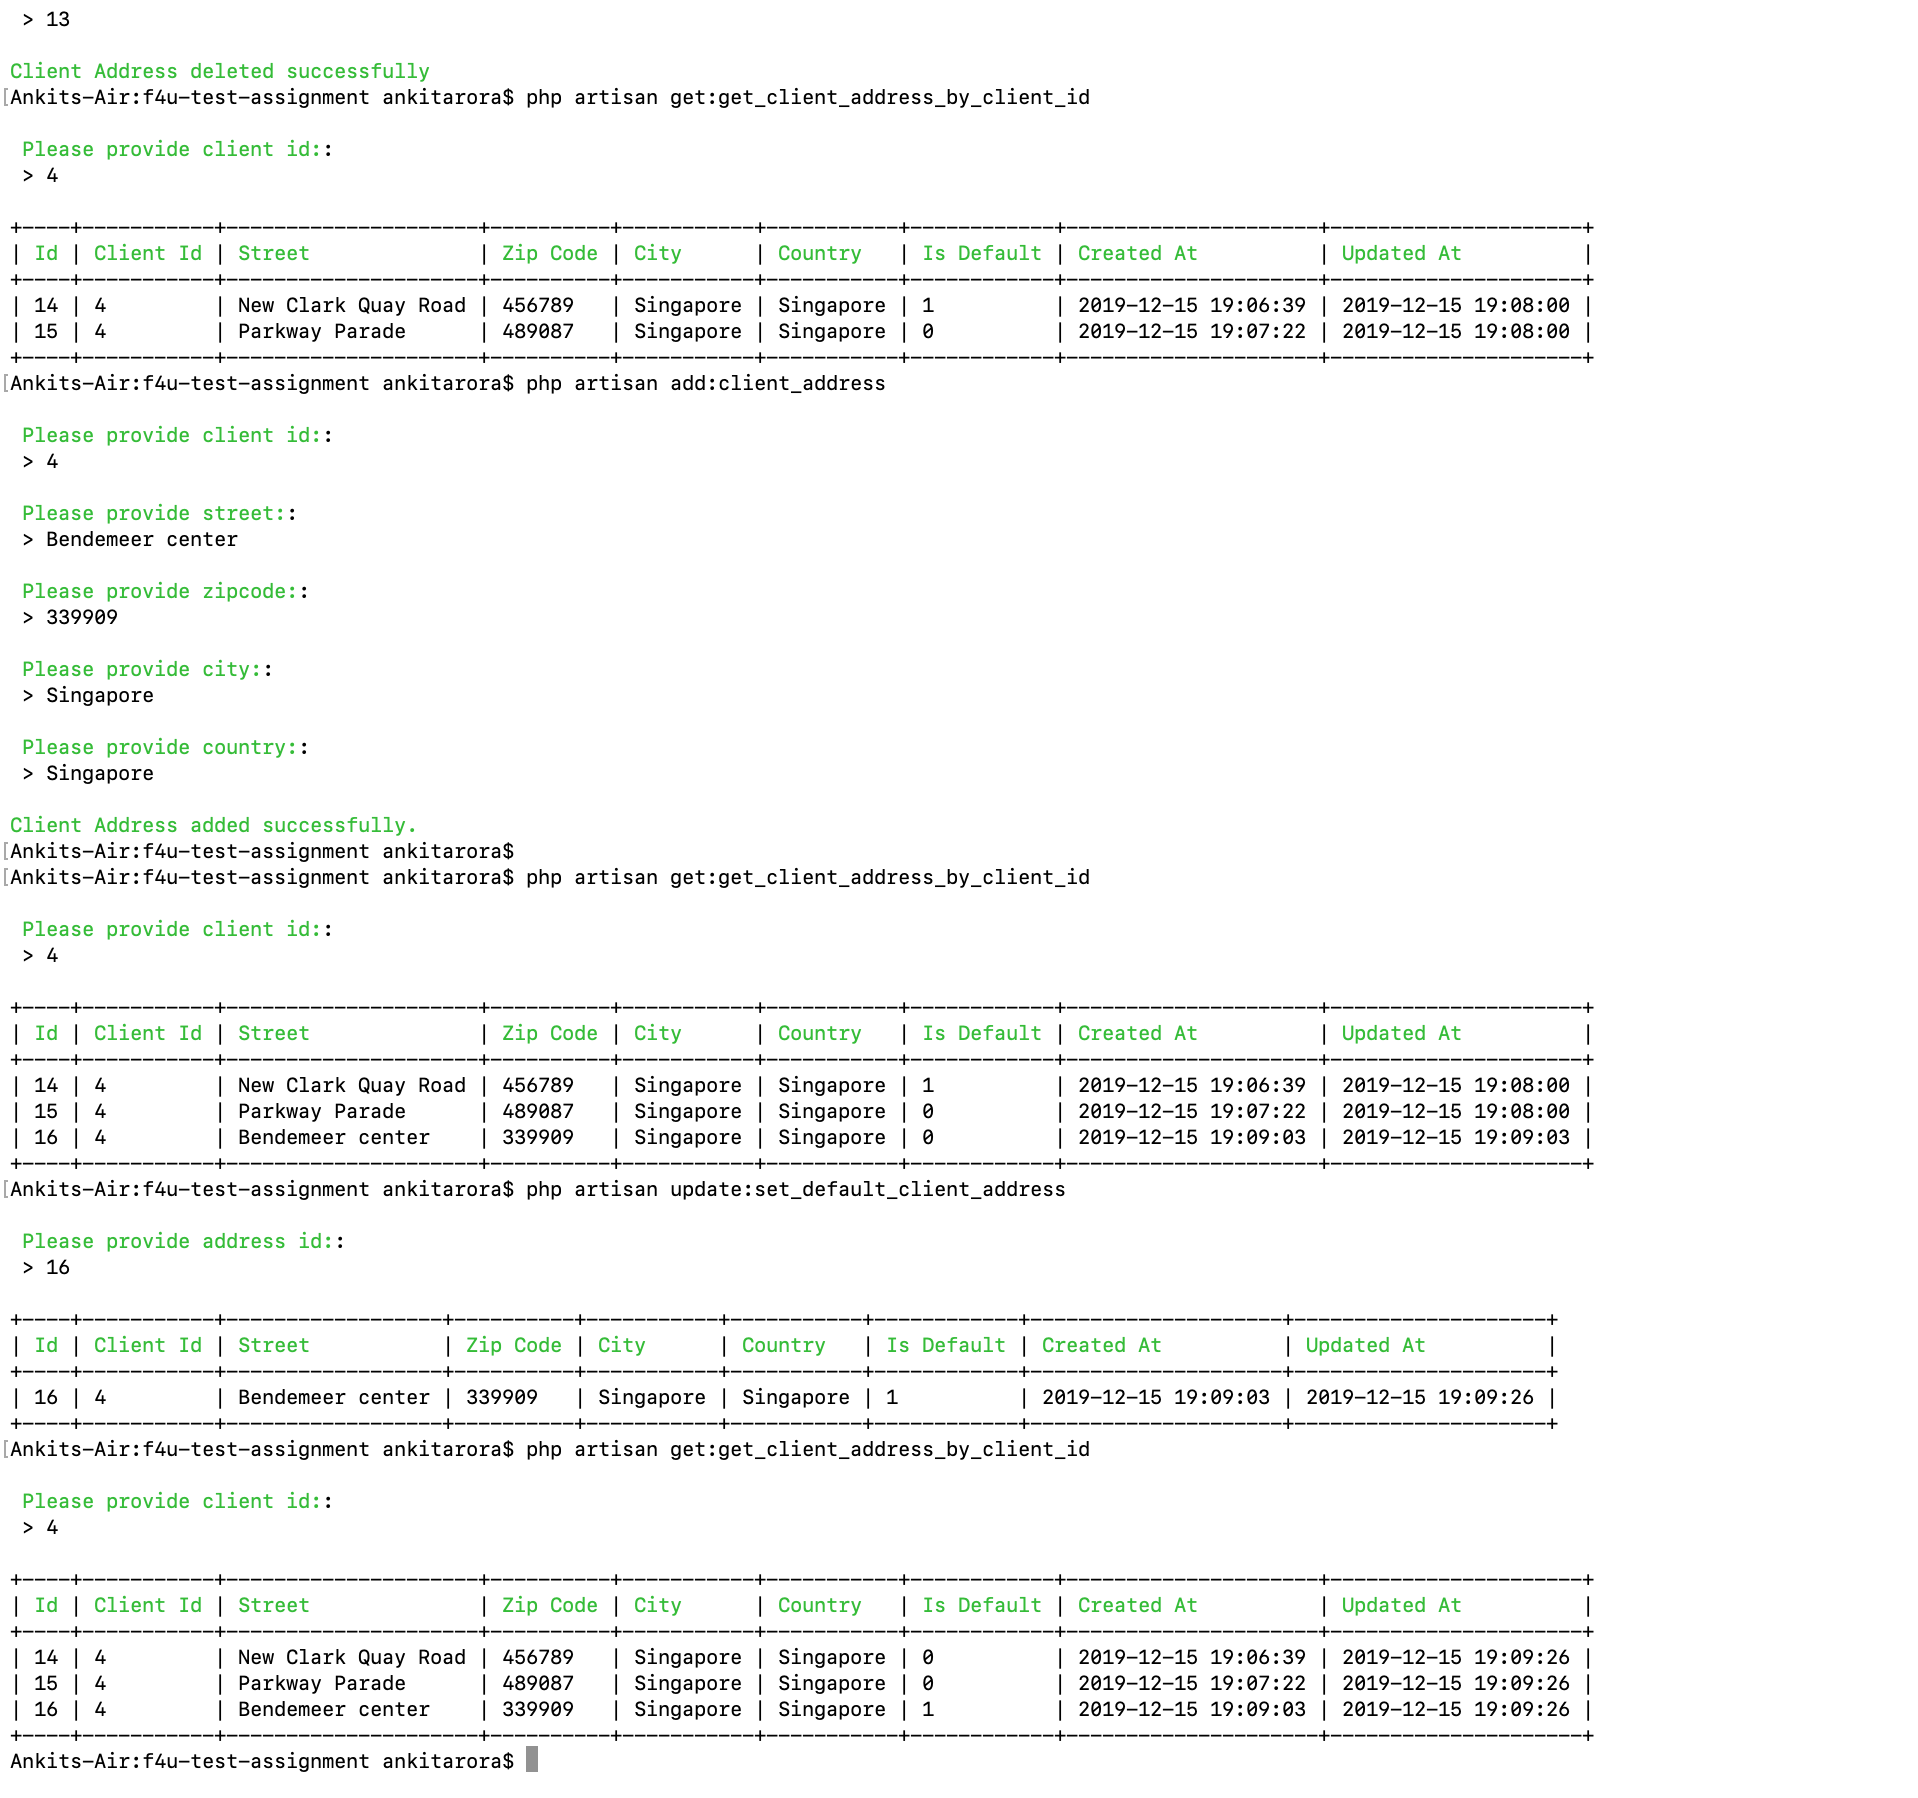 > 13
Client Address deleted successfully
[Ankits-Air:f4u-test-assignment ankitarora$ php artisan get:get_client_address_by_client_id
Please provide client id::
> 4
+----+-----------+---------------------+----------+-----------+-----------+------------+---------------------+---------------------+
| Id | Client Id | Street              | Zip Code | City      | Country   | Is Default | Created At          | Updated At          |
+----+-----------+---------------------+----------+-----------+-----------+------------+---------------------+---------------------+
| 14 | 4         | New Clark Quay Road | 456789   | Singapore | Singapore | 1          | 2019-12-15 19:06:39 | 2019-12-15 19:08:00 |
| 15 | 4         | Parkway Parade      | 489087   | Singapore | Singapore | 0          | 2019-12-15 19:07:22 | 2019-12-15 19:08:00 |
+----+-----------+---------------------+----------+-----------+-----------+------------+---------------------+---------------------+
[Ankits-Air:f4u-test-assignment ankitarora$ php artisan add:client_address
Please provide client id::
> 4
Please provide street::
> Bendemeer center
Please provide zipcode::
> 339909
Please provide city::
> Singapore
Please provide country::
> Singapore
Client Address added successfully.
[Ankits-Air:f4u-test-assignment ankitarora$
[Ankits-Air:f4u-test-assignment ankitarora$ php artisan get:get_client_address_by_client_id
Please provide client id::
> 4
+----+-----------+---------------------+----------+-----------+-----------+------------+---------------------+---------------------+
| Id | Client Id | Street              | Zip Code | City      | Country   | Is Default | Created At          | Updated At          |
+----+-----------+---------------------+----------+-----------+-----------+------------+---------------------+---------------------+
| 14 | 4         | New Clark Quay Road | 456789   | Singapore | Singapore | 1          | 2019-12-15 19:06:39 | 2019-12-15 19:08:00 |
| 15 | 4         | Parkway Parade      | 489087   | Singapore | Singapore | 0          | 2019-12-15 19:07:22 | 2019-12-15 19:08:00 |
| 16 | 4         | Bendemeer center    | 339909   | Singapore | Singapore | 0          | 2019-12-15 19:09:03 | 2019-12-15 19:09:03 |
+----+-----------+---------------------+----------+-----------+-----------+------------+---------------------+---------------------+
[Ankits-Air:f4u-test-assignment ankitarora$ php artisan update:set_default_client_address
Please provide address id::
> 16
+----+-----------+------------------+----------+-----------+-----------+------------+---------------------+---------------------+
| Id | Client Id | Street           | Zip Code | City      | Country   | Is Default | Created At          | Updated At          |
+----+-----------+------------------+----------+-----------+-----------+------------+---------------------+---------------------+
| 16 | 4         | Bendemeer center | 339909   | Singapore | Singapore | 1          | 2019-12-15 19:09:03 | 2019-12-15 19:09:26 |
+----+-----------+------------------+----------+-----------+-----------+------------+---------------------+---------------------+
[Ankits-Air:f4u-test-assignment ankitarora$ php artisan get:get_client_address_by_client_id
Please provide client id::
> 4
+----+-----------+---------------------+----------+-----------+-----------+------------+---------------------+---------------------+
| Id | Client Id | Street              | Zip Code | City      | Country   | Is Default | Created At          | Updated At          |
+----+-----------+---------------------+----------+-----------+-----------+------------+---------------------+---------------------+
| 14 | 4         | New Clark Quay Road | 456789   | Singapore | Singapore | 0          | 2019-12-15 19:06:39 | 2019-12-15 19:09:26 |
| 15 | 4         | Parkway Parade      | 489087   | Singapore | Singapore | 0          | 2019-12-15 19:07:22 | 2019-12-15 19:09:26 |
| 16 | 4         | Bendemeer center    | 339909   | Singapore | Singapore | 1          | 2019-12-15 19:09:03 | 2019-12-15 19:09:26 |
+----+-----------+---------------------+----------+-----------+-----------+------------+---------------------+---------------------+
Ankits-Air:f4u-test-assignment ankitarora$